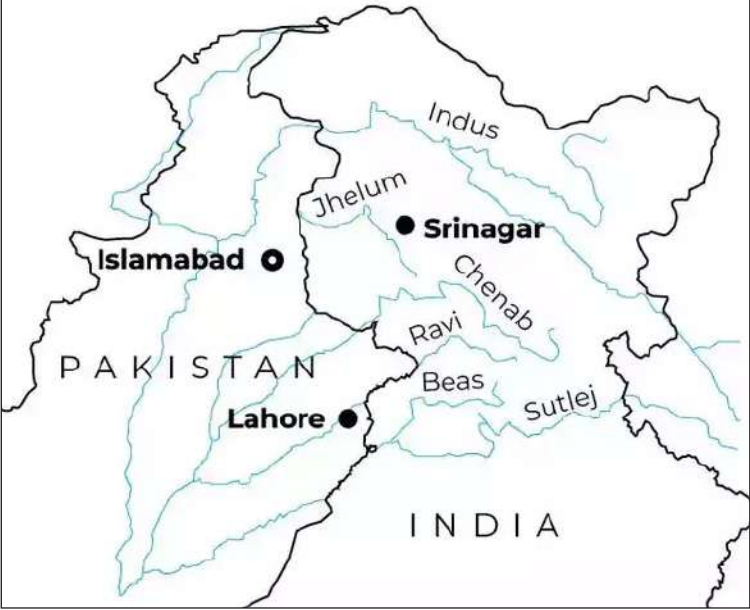 Indus
Jhelum
Srinagar
Islamabad
Chenab
Ravi
PAKISTAN
Beas
Sutlej
Lahore
INDIA